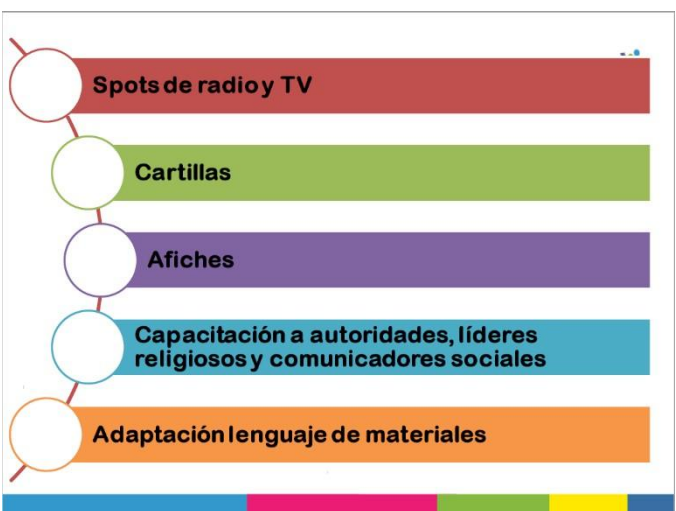 Spots de radio y TV
Cartillas
Afiches
Capacitación a autoridades, líderes
religiosos y comunicadores sociales
Adaptación lenguaje de materiales